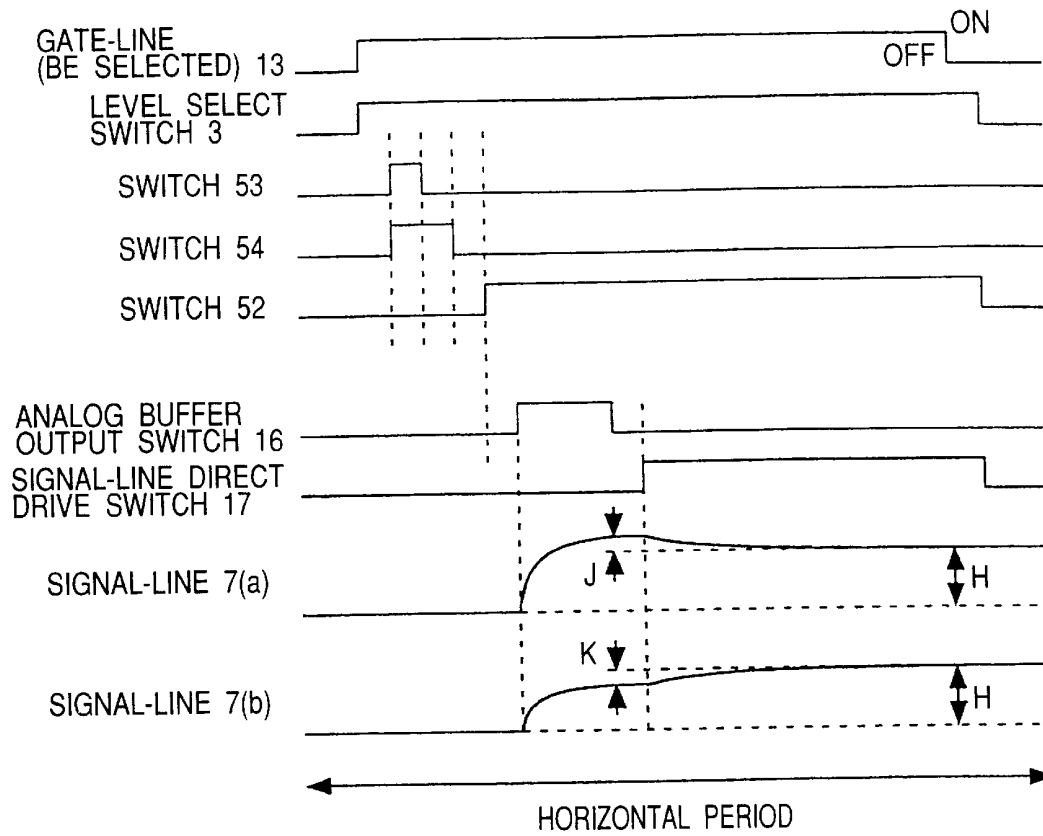 GATE-LINE
(BE SELECTED) 13
ON
OFF
LEVEL SELECT
SWITCH 3
SWITCH 53
SWITCH 54
SWITCH 52
ANALOG BUFFER
OUTPUT SWITCH 16
SIGNAL-LINE DIRECT
DRIVE SWITCH 17
SIGNAL-LINE 7(a)
J
H
SIGNAL-LINE 7(b)
K
H
HORIZONTAL PERIOD